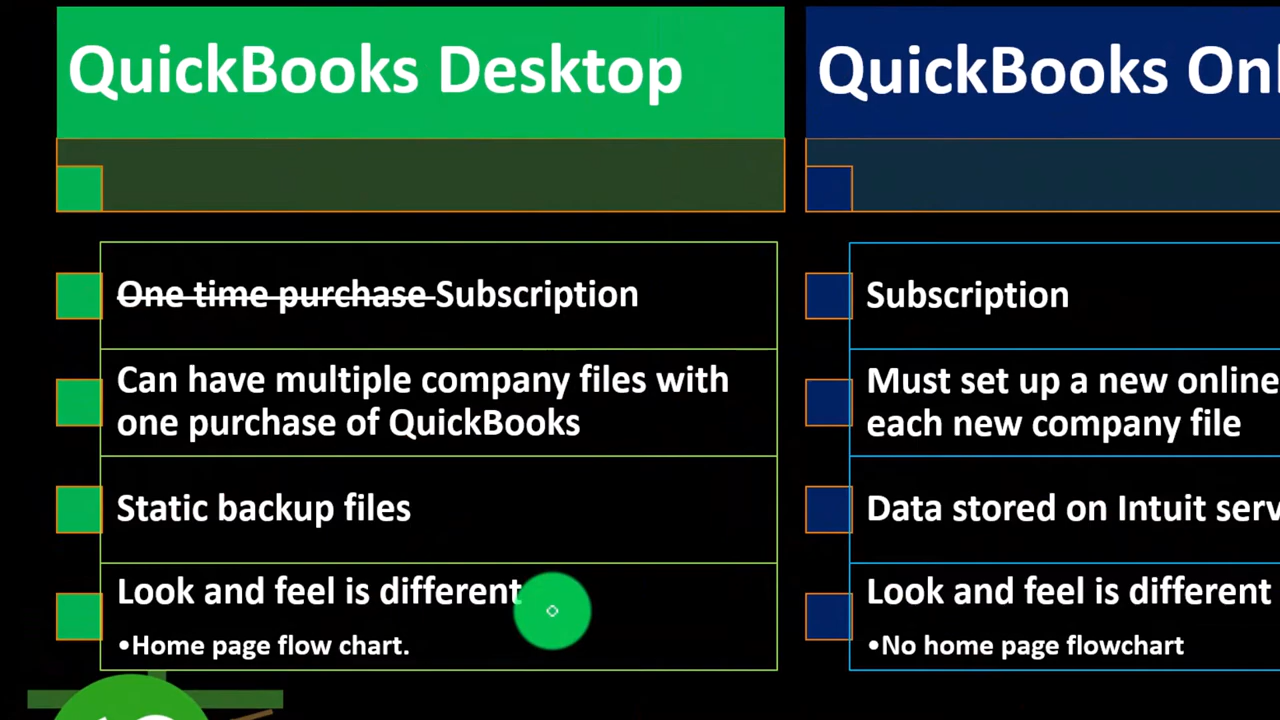 QuickBooks Desktop
One time purchase Subscription
Can have multiple company files with
one purchase of QuickBooks
Static backup files
Look and feel is different
•Home page flow chart.
QuickBooks
Subscription
Must set up a new online
each new company file
Data stored on Intuit
Look and feel is different
•No home page flowchart